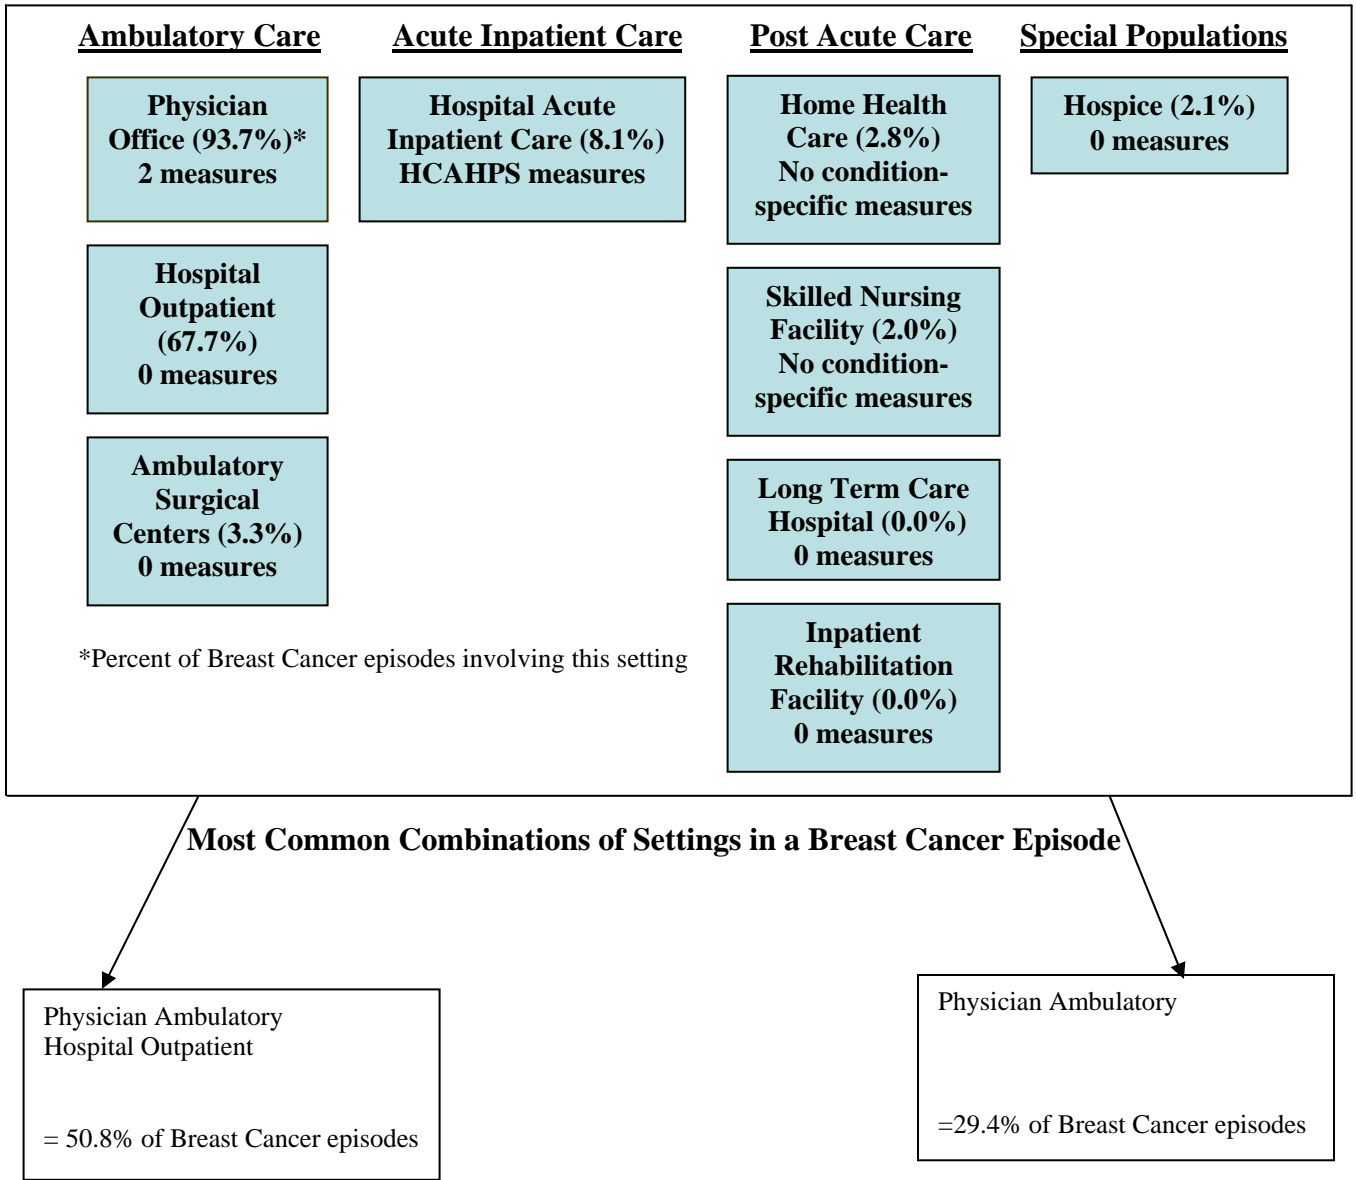 Ambulatory Care
Physician
Office (93.7%)*
2 measures
Hospital
Outpatient
(67.7%)
0 measures
Ambulatory
Surgical
Centers (3.3%)
0 measures
Acute Inpatient Care
Hospital Acute
Inpatient Care (8.1%)
HCAHPS measures
Post Acute Care
Home Health
Care (2.8%)
No condition-
specific measures
Skilled Nursing
Facility (2.0%)
No condition-
specific measures
Long Term Care
Hospital (0.0%)
0 measures
Inpatient
Rehabilitation
Facility (0.0%)
0 measures
Special Populations
Hospice (2.1%)
0 measures
*Percent of Breast Cancer episodes involving this setting
Most Common Combinations of Settings in a Breast Cancer Episode
Physician Ambulatory
Hospital Outpatient
= 50.8% of Breast Cancer episodes
Physician Ambulatory
=29.4% of Breast Cancer episodes